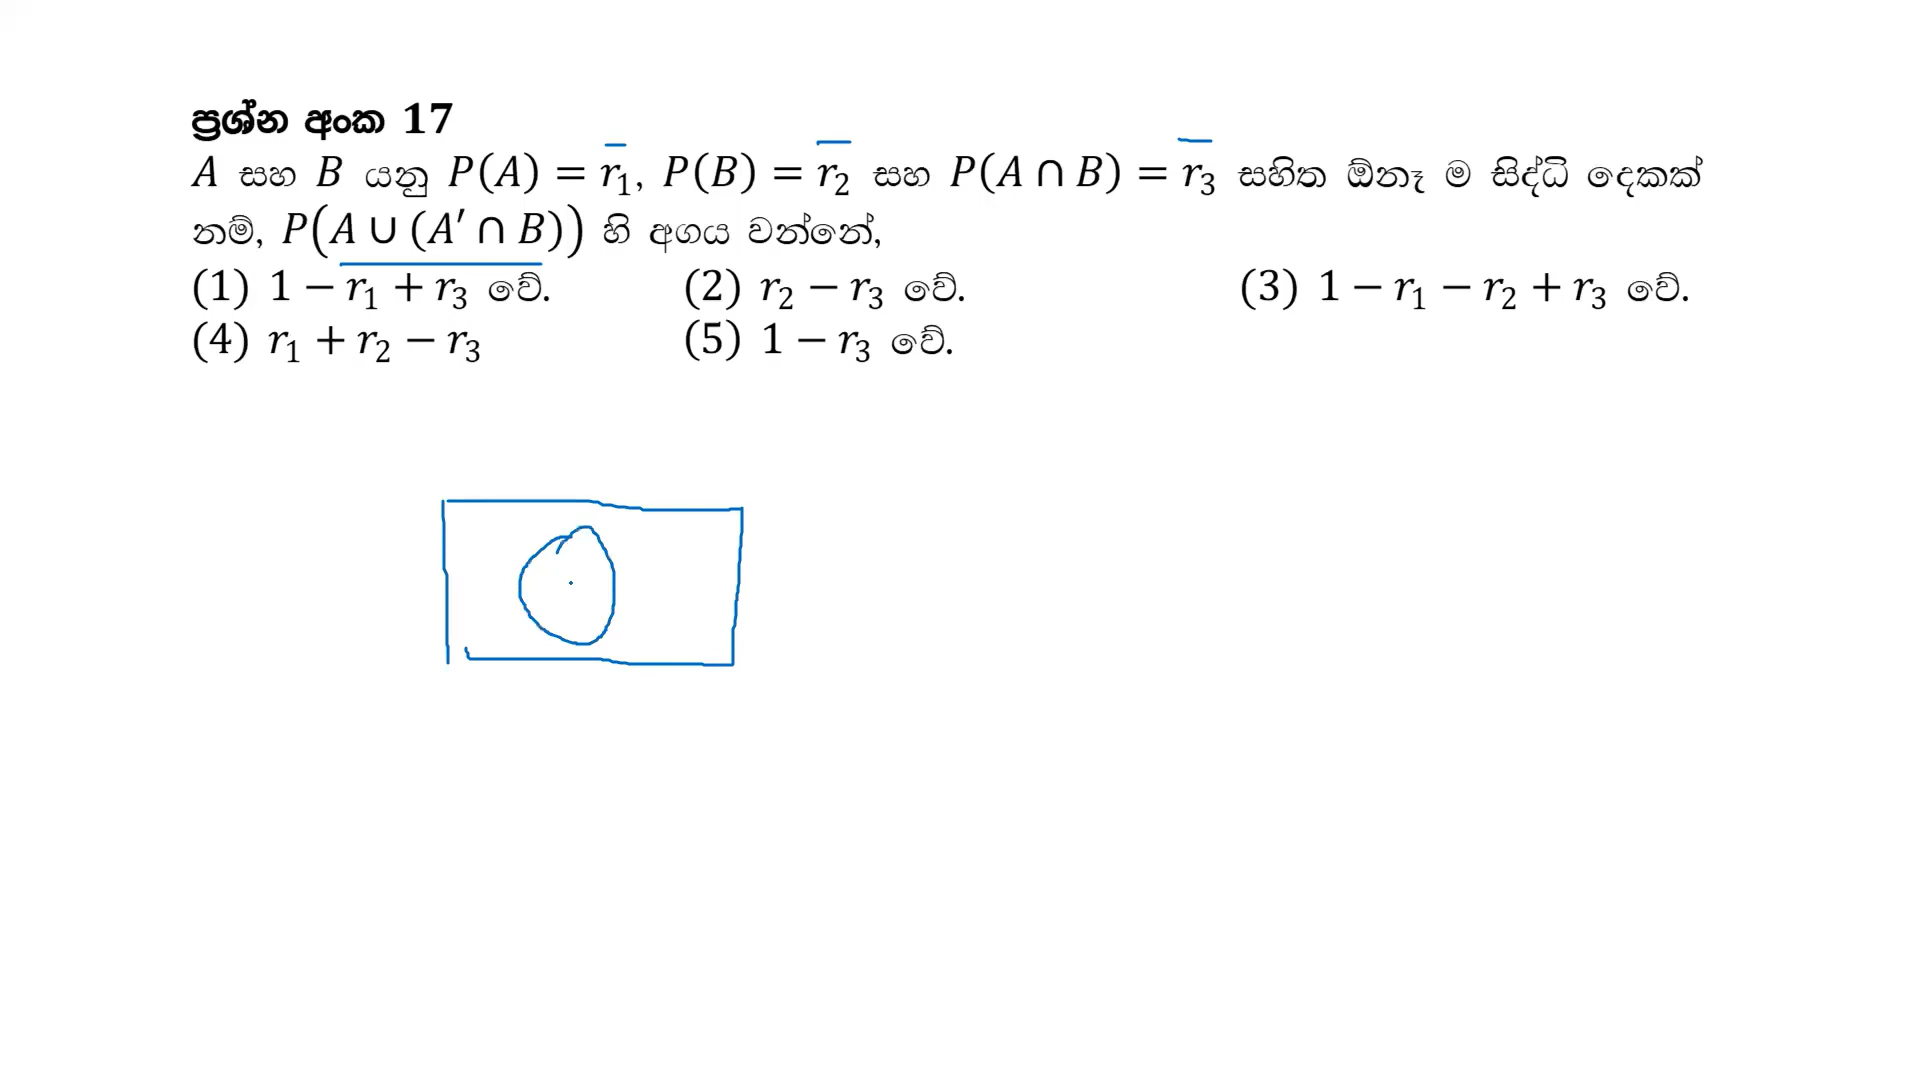 ප්‍රශ්න අංක 17
A සහ B යනු P(A) = r₁, P(B) = r₂ සහ P(A ∩ B) = r₃ සහිත ඕනෑ ම සිද්ධි දෙකක්
නම්, P(A ∪ (A′ ∩ B)) හි අගය වන්නේ,
(1) 1 − r₁ + r₃ වේ. (2) r₂ − r₃ වේ. (3) 1 − r₁ − r₂ + r₃ වේ.
(4) r₁ + r₂ − r₃ (5) 1 − r₃ වේ.